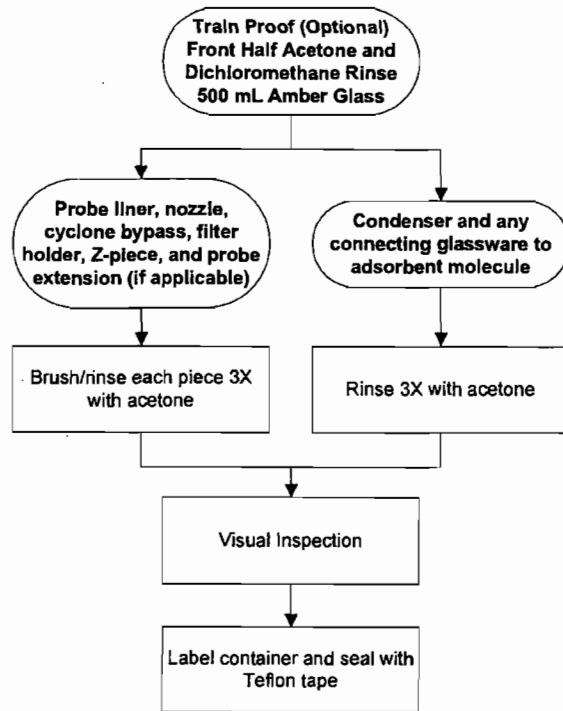 Train Proof (Optional)
Front Half Acetone and
Dichloromethane Rinse
500 mL Amber Glass
Probe liner, nozzle,
cyclone bypass, filter
holder, Z-piece, and probe
extension (if applicable)
Condenser and any
connecting glassware to
adsorbent molecule
Brush/rinse each piece 3X
with acetone
Rinse 3X with acetone
Visual Inspection
Label container and seal with
Teflon tape